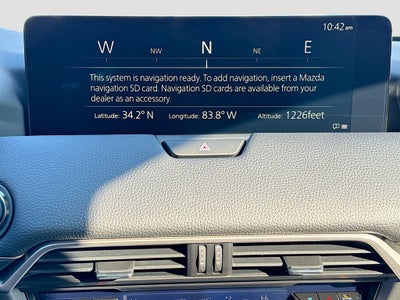 10:42am
W NW N NE E
This system is navigation ready. To add navigation, insert a Mazda
navigation SD card. Navigation SD cards are available from your
dealer as an accessory.
Latitude: 34.2° N Longitude: 83.8° W Altitude: 1226feet